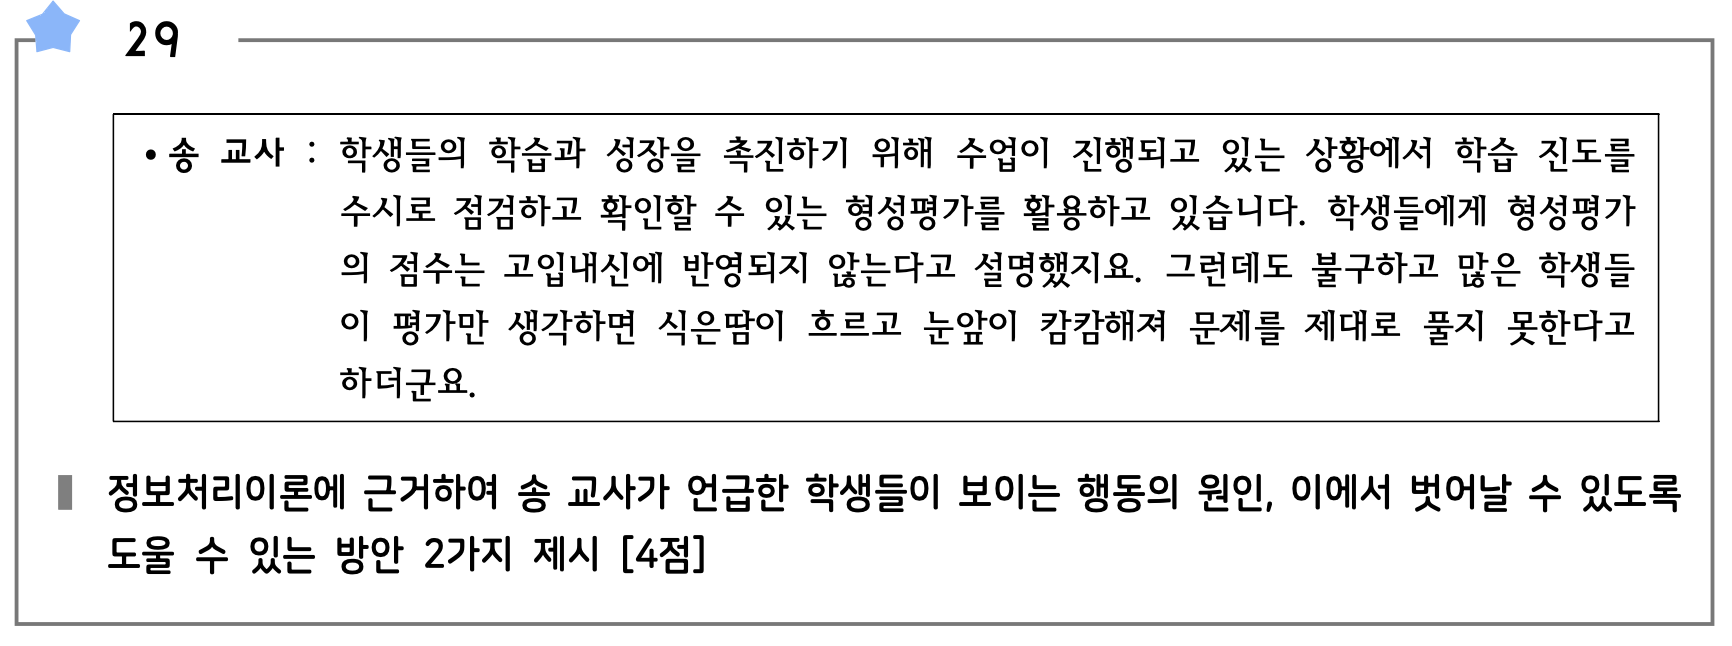 29
• 송 교사 : 학생들의 학습과 성장을 촉진하기 위해 수업이 진행되고 있는 상황에서 학습 진도를
수시로 점검하고 확인할 수 있는 형성평가를 활용하고 있습니다. 학생들에게 형성평가
의 점수는 고입내신에 반영되지 않는다고 설명했지요. 그런데도 불구하고 많은 학생들
이 평가만 생각하면 식은땀이 흐르고 눈앞이 캄캄해져 문제를 제대로 풀지 못한다고
하더군요.
정보처리이론에 근거하여 송 교사가 언급한 학생들이 보이는 행동의 원인, 이에서 벗어날 수 있도록
도울 수 있는 방안 2가지 제시 [4점]